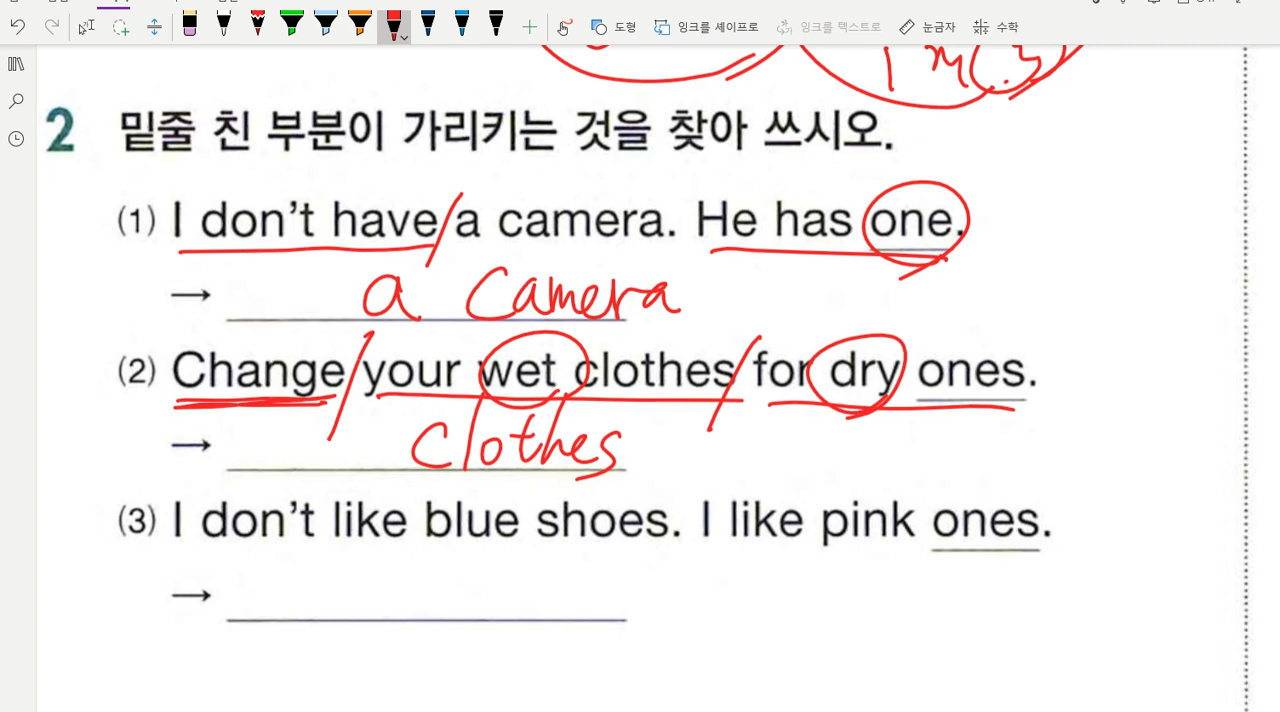 도형
잉크를 셰이프로
잉크를 텍스트로
눈금자
수학
2 밑줄 친 부분이 가리키는 것을 찾아 쓰시오.
(1) I don't have/a camera. He has one.
→ a camera
(2) Change/your wet clothes/for dry ones.
→ clothes
(3) I don't like blue shoes. I like pink ones.
→